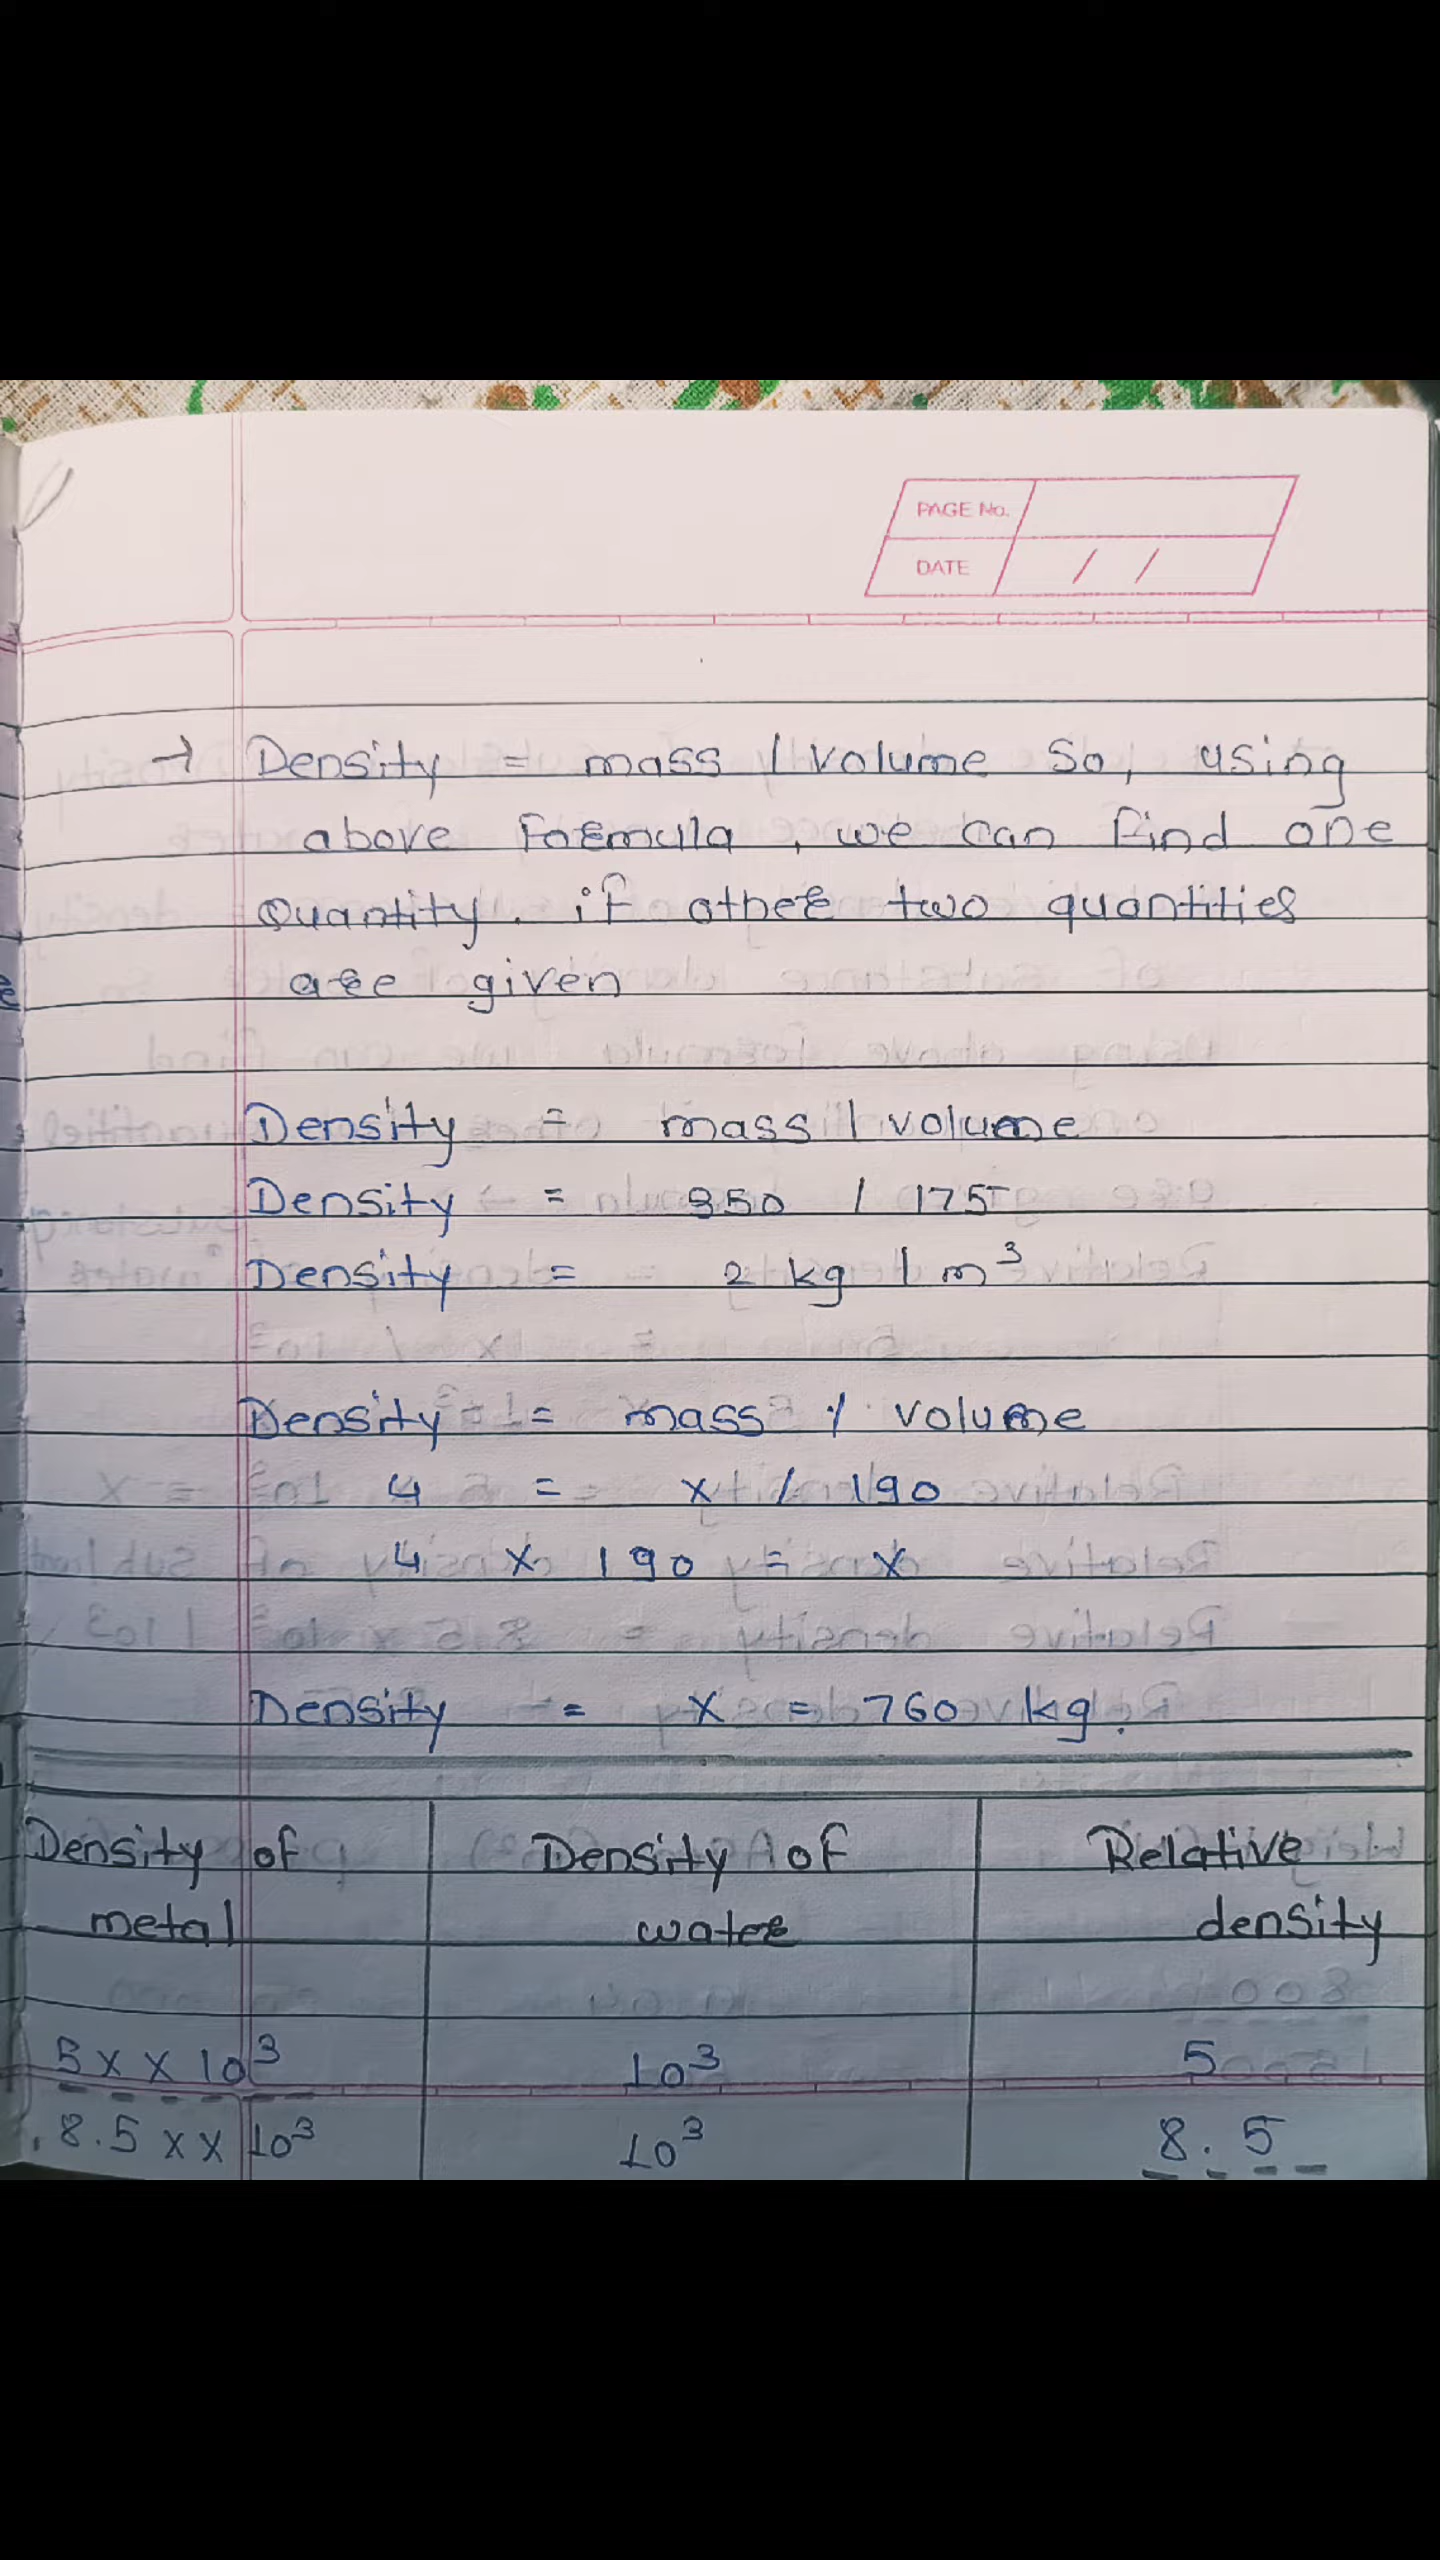 PAGE No.
DATE / /
→ Density = mass / volume So, using
above formula, we can find one
Quantity. if other two quantities
are given
Density = mass / volume
Density = 350 / 175
Density = 2 kg / m³
Density = mass / volume
4 = x / 190
4 x 190 = x
Density = x = 760 kg.
Density of metal | Density of water | Relative density
5 x x 10³ | 10³ | 5
8.5 x x 10³ | 10³ | 8.5